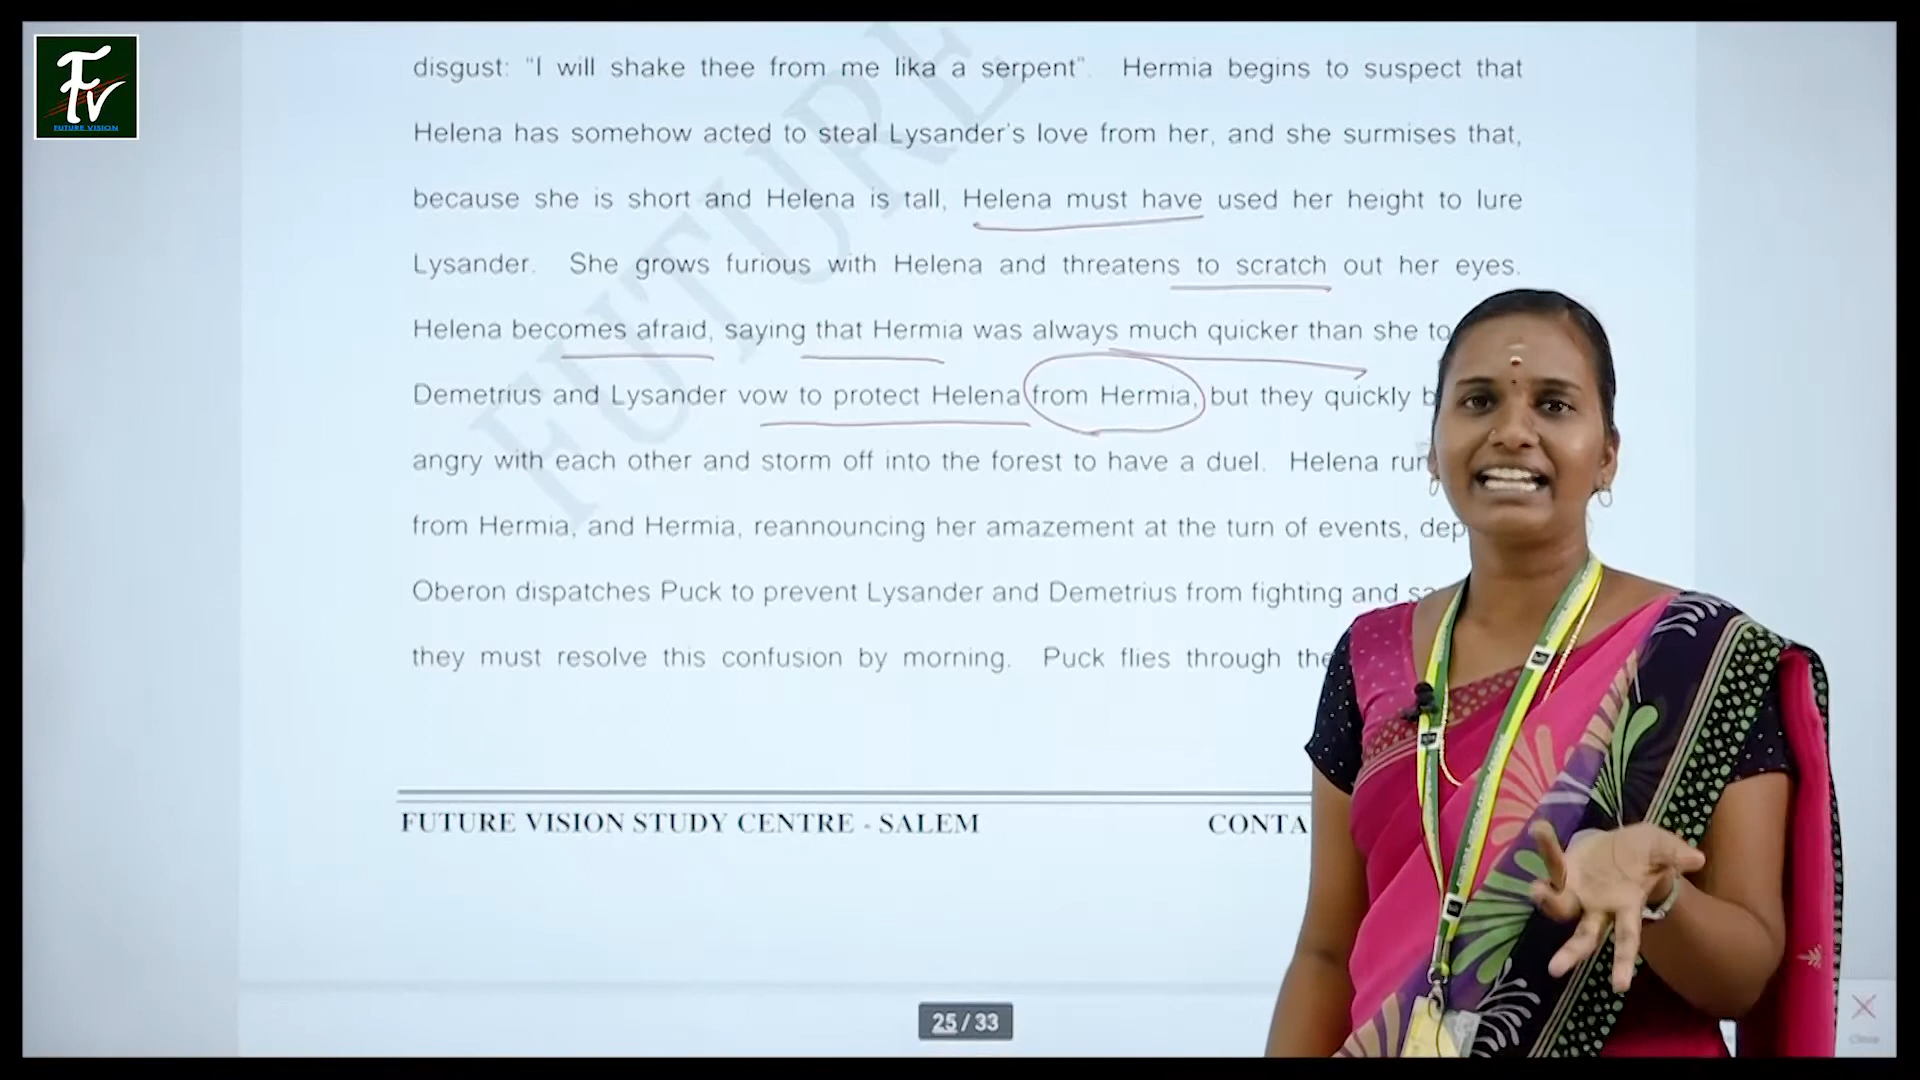 FV
FUTURE VISION
disgust: "I will shake thee from me lika a serpent". Hermia begins to suspect that
Helena has somehow acted to steal Lysander's love from her, and she surmises that,
because she is short and Helena is tall, Helena must have used her height to lure
Lysander. She grows furious with Helena and threatens to scratch out her eyes.
Helena becomes afraid, saying that Hermia was always much quicker than she to
Demetrius and Lysander vow to protect Helena from Hermia, but they quickly
angry with each other and storm off into the forest to have a duel. Helena
from Hermia, and Hermia, reannouncing her amazement at the turn of events,
Oberon dispatches Puck to prevent Lysander and Demetrius from fighting and
they must resolve this confusion by morning. Puck flies through
FUTURE
FUTURE VISION STUDY CENTRE - SALEM
25 / 33
Close